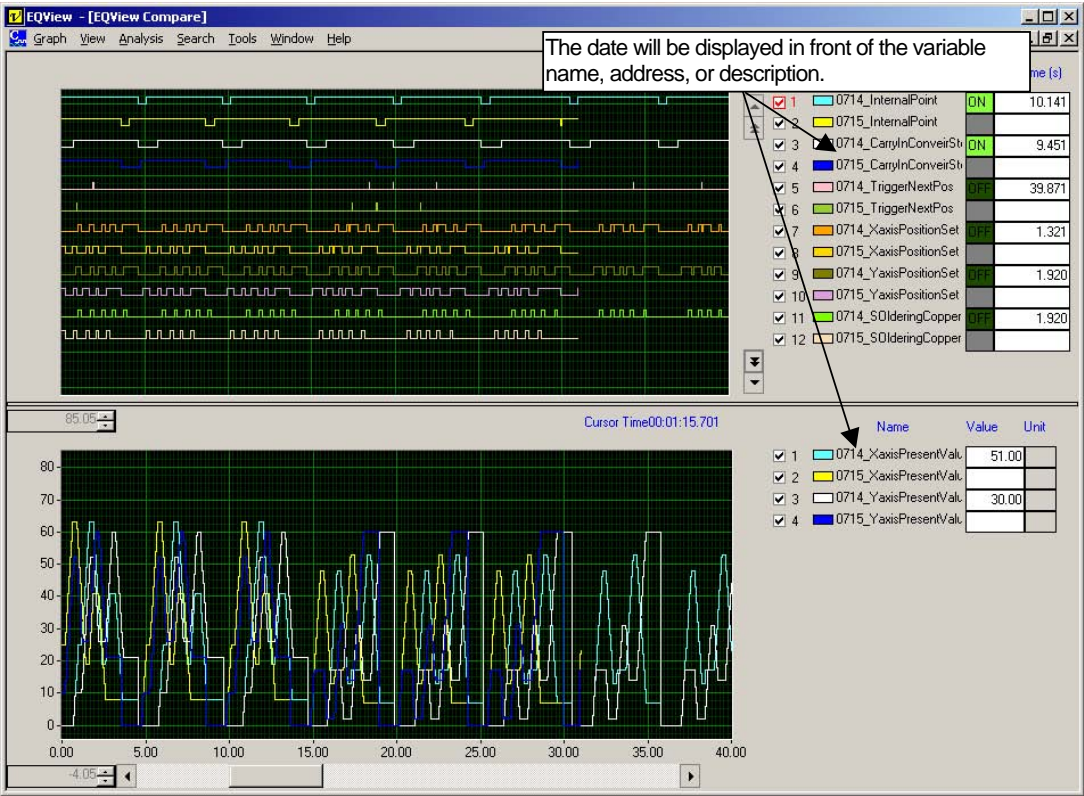 EQView - [EQView Compare]
Graph View Analysis Search Tools Window Help
The date will be displayed in front of the variable
name, address, or description.
me (s)
1 0714_InternalPoint ON 10.141
2 0715_InternalPoint
3 0714_CarryInConveirSt ON 9.451
4 0715_CarryInConveirSt
5 0714_TriggerNextPos OFF 39.871
6 0715_TriggerNextPos
7 0714_XaxisPositionSet OFF 1.321
8 0715_XaxisPositionSet
9 0714_YaxisPositionSet OFF 1.920
10 0715_YaxisPositionSet
11 0714_SOlderingCopper OFF 1.920
12 0715_SOlderingCopper
85.05
Cursor Time00:01:15.701
Name Value Unit
1 0714_XaxisPresentValu 51.00
2 0715_XaxisPresentValu
3 0714_YaxisPresentValu 30.00
4 0715_YaxisPresentValu
80
70
60
50
40
30
20
10
0
0.00 5.00 10.00 15.00 20.00 25.00 30.00 35.00 40.00
-4.05